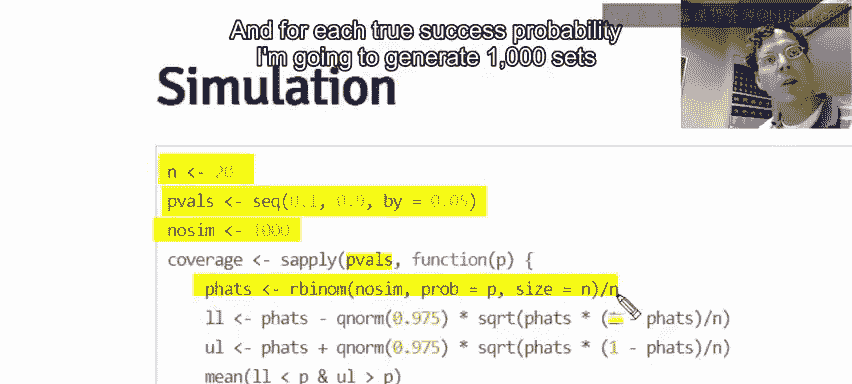 And for each true success probability
I'm going to generate 1,000 sets
Simulation
n <- 20
pvals <- seq(0.1, 0.9, by = 0.05)
nosim <- 1000
coverage <- sapply(pvals, function(p) {
phats <- rbinom(nosim, prob = p, size = n)/n
ll <- phats - qnorm(0.975) * sqrt(phats * (1 - phats)/n)
ul <- phats + qnorm(0.975) * sqrt(phats * (1 - phats)/n)
mean(ll < p & ul > p)